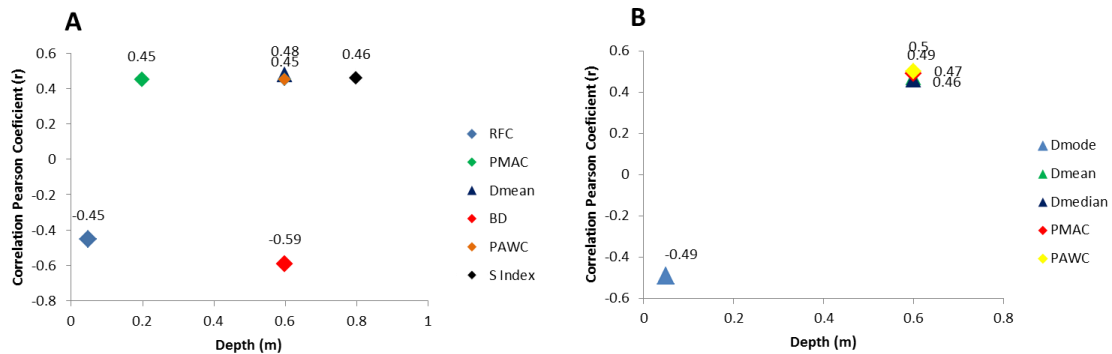 A
Correlation Pearson Coeficient (r)
0.6
0.4
0.2
0
-0.2
-0.4
-0.6
-0.8
0
0.2
0.4
0.6
0.8
1
Depth (m)
-0.45
0.45
0.48
0.45
-0.59
0.46
RFC
PMAC
Dmean
BD
PAWC
S Index
B
Correlation Pearson Coeficient (r)
0.6
0.4
0.2
0
-0.2
-0.4
-0.6
0
0.2
0.4
0.6
0.8
Depth (m)
-0.49
0.5
0.49
0.47
0.46
Dmode
Dmean
Dmedian
PMAC
PAWC